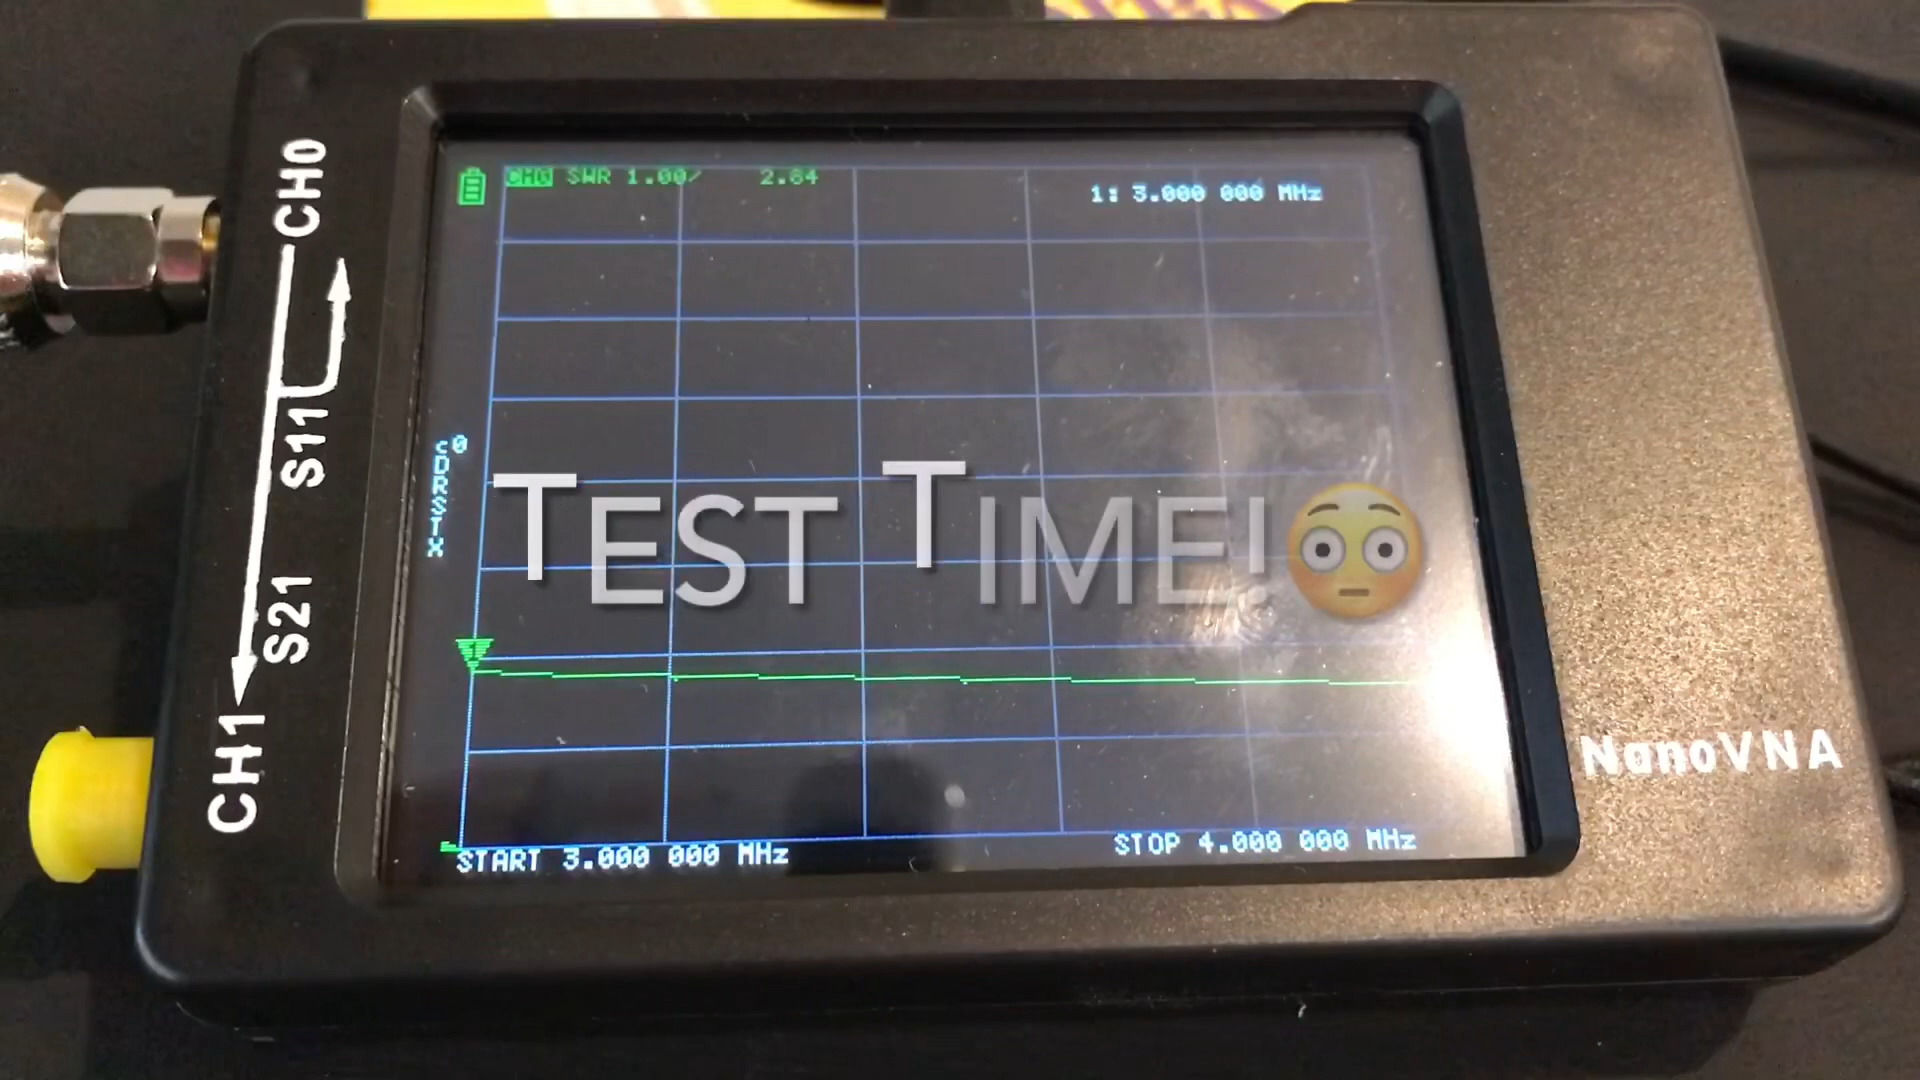 CH0 SWR 1.00/ 2.84
1: 3.000 000 MHz
CH0
S11
S21
CH1
C0
D
R
S
T
X
TEST TIME!😳
NanoVNA
START 3.000 000 MHz STOP 4.000 000 MHz